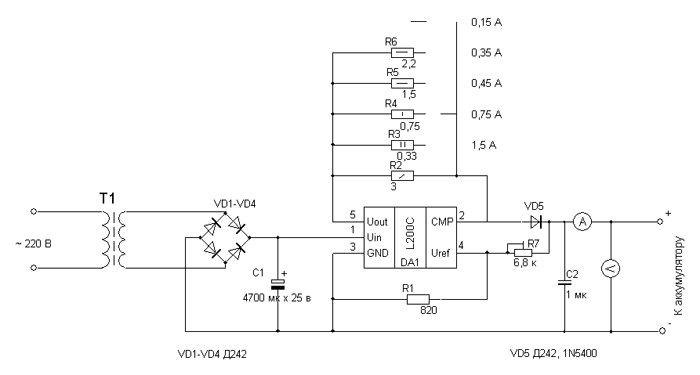 0,15 А
R6
2,2
0,35 А
R5
1,5
0,45 А
R4
0,75
0,75 А
R3
0,33
1,5 А
R2
3
T1
VD1-VD4
~ 220 В
5
Uout
1
Uin
3
GND
L200C
DA1
CMP
2
Uref
4
VD5
A
+
R7
6,8 к
V
C1
+
4700 мк x 25 в
C2
1 мк
R1
820
-
К аккумулятору
VD1-VD4 Д242
VD5 Д242, 1N5400